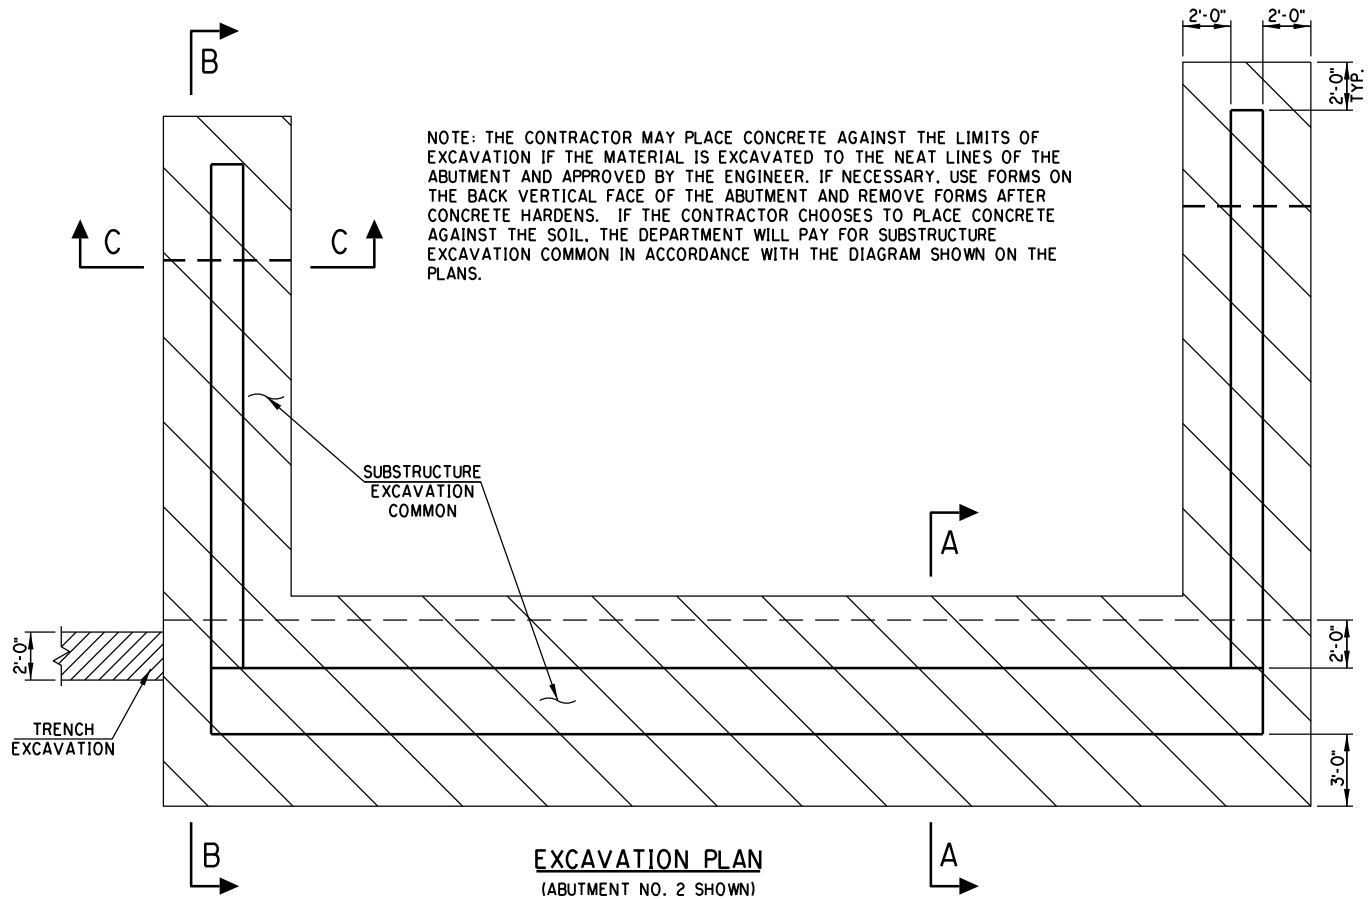 2'-0"
2'-0"
2'-0"
TYP.
B
NOTE: THE CONTRACTOR MAY PLACE CONCRETE AGAINST THE LIMITS OF
EXCAVATION IF THE MATERIAL IS EXCAVATED TO THE NEAT LINES OF THE
ABUTMENT AND APPROVED BY THE ENGINEER. IF NECESSARY, USE FORMS ON
THE BACK VERTICAL FACE OF THE ABUTMENT AND REMOVE FORMS AFTER
CONCRETE HARDENS. IF THE CONTRACTOR CHOOSES TO PLACE CONCRETE
AGAINST THE SOIL, THE DEPARTMENT WILL PAY FOR SUBSTRUCTURE
EXCAVATION COMMON IN ACCORDANCE WITH THE DIAGRAM SHOWN ON THE
PLANS.
C
C
SUBSTRUCTURE
EXCAVATION
COMMON
A
2'-0"
2'-0"
TRENCH
EXCAVATION
3'-0"
B
A
EXCAVATION PLAN
(ABUTMENT NO. 2 SHOWN)